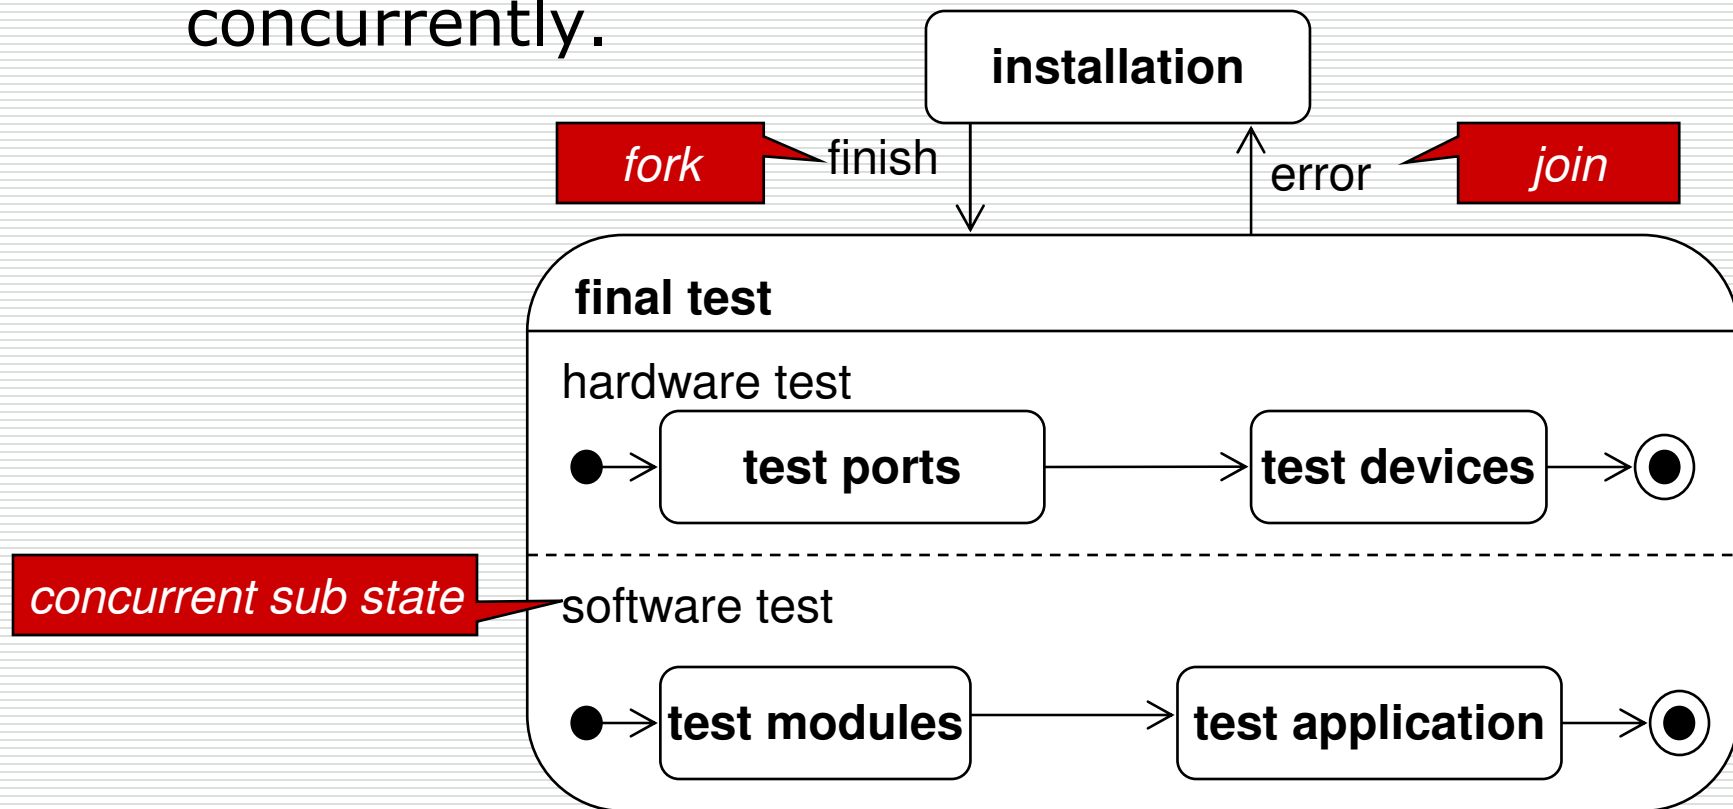 concurrently.
installation
fork
finish
error
join
final test
hardware test
test ports
test devices
concurrent sub state
software test
test modules
test application